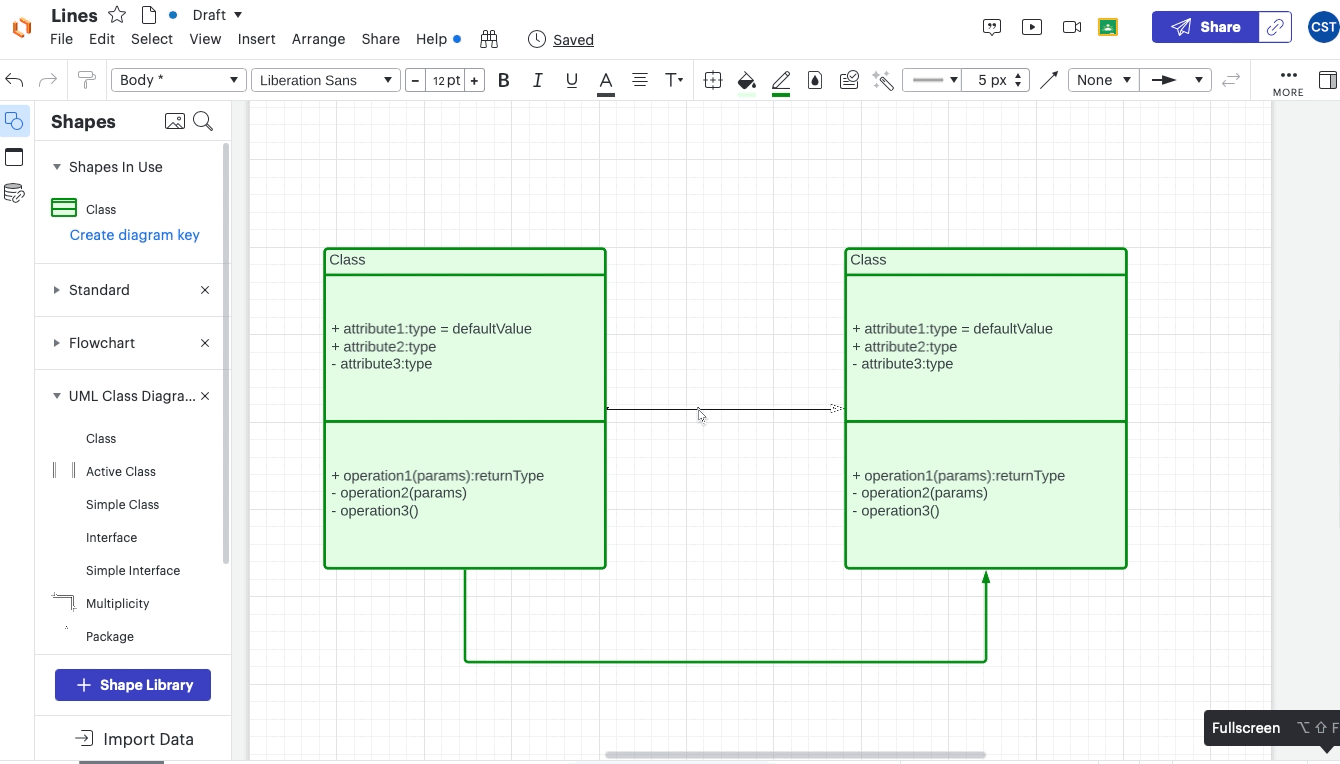 Lines
Draft
File Edit Select View Insert Arrange Share Help
Saved
Share
CST
Body *
Liberation Sans
− 12 pt +
B I U A T
5 px
None
MORE
Shapes
Shapes In Use
Class
Create diagram key
Standard
Flowchart
UML Class Diagra...
Class
Active Class
Simple Class
Interface
Simple Interface
Multiplicity
Package
+ Shape Library
Import Data
Class
+ attribute1:type = defaultValue
+ attribute2:type
- attribute3:type
+ operation1(params):returnType
- operation2(params)
- operation3()
Class
+ attribute1:type = defaultValue
+ attribute2:type
- attribute3:type
+ operation1(params):returnType
- operation2(params)
- operation3()
Fullscreen ⌥ ⇧ F